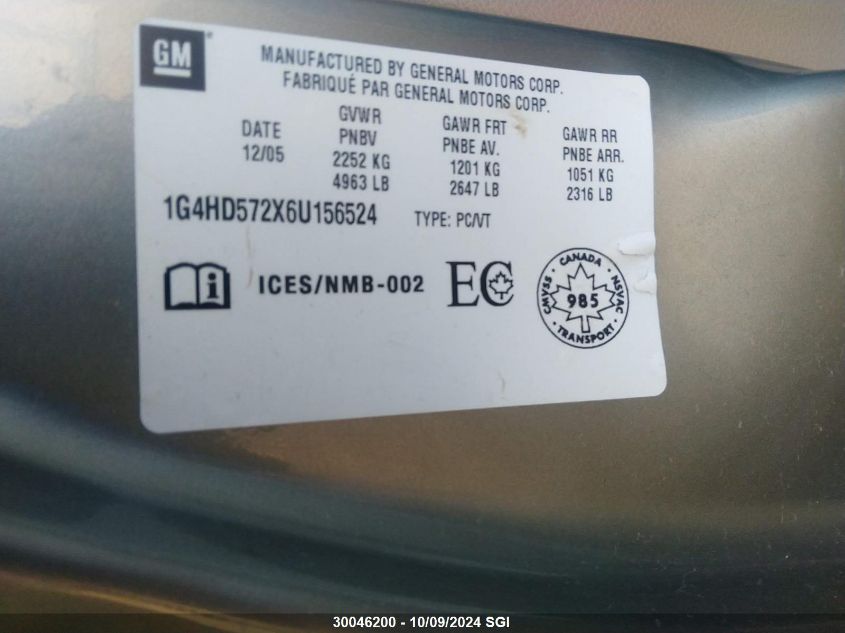 GM
MANUFACTURED BY GENERAL MOTORS CORP.
FABRIQUÉ PAR GENERAL MOTORS CORP.
DATE GVWR GAWR FRT GAWR RR
12/05 PNBV PNBE AV. PNBE ARR.
2252 KG 1201 KG 1051 KG
4963 LB 2647 LB 2316 LB
1G4HD572X6U156524 TYPE: PC/VT
i ICES/NMB-002 EC
CANADA
CMVSS 985 NSVAC
TRANSPORT
30046200 - 10/09/2024 SGI